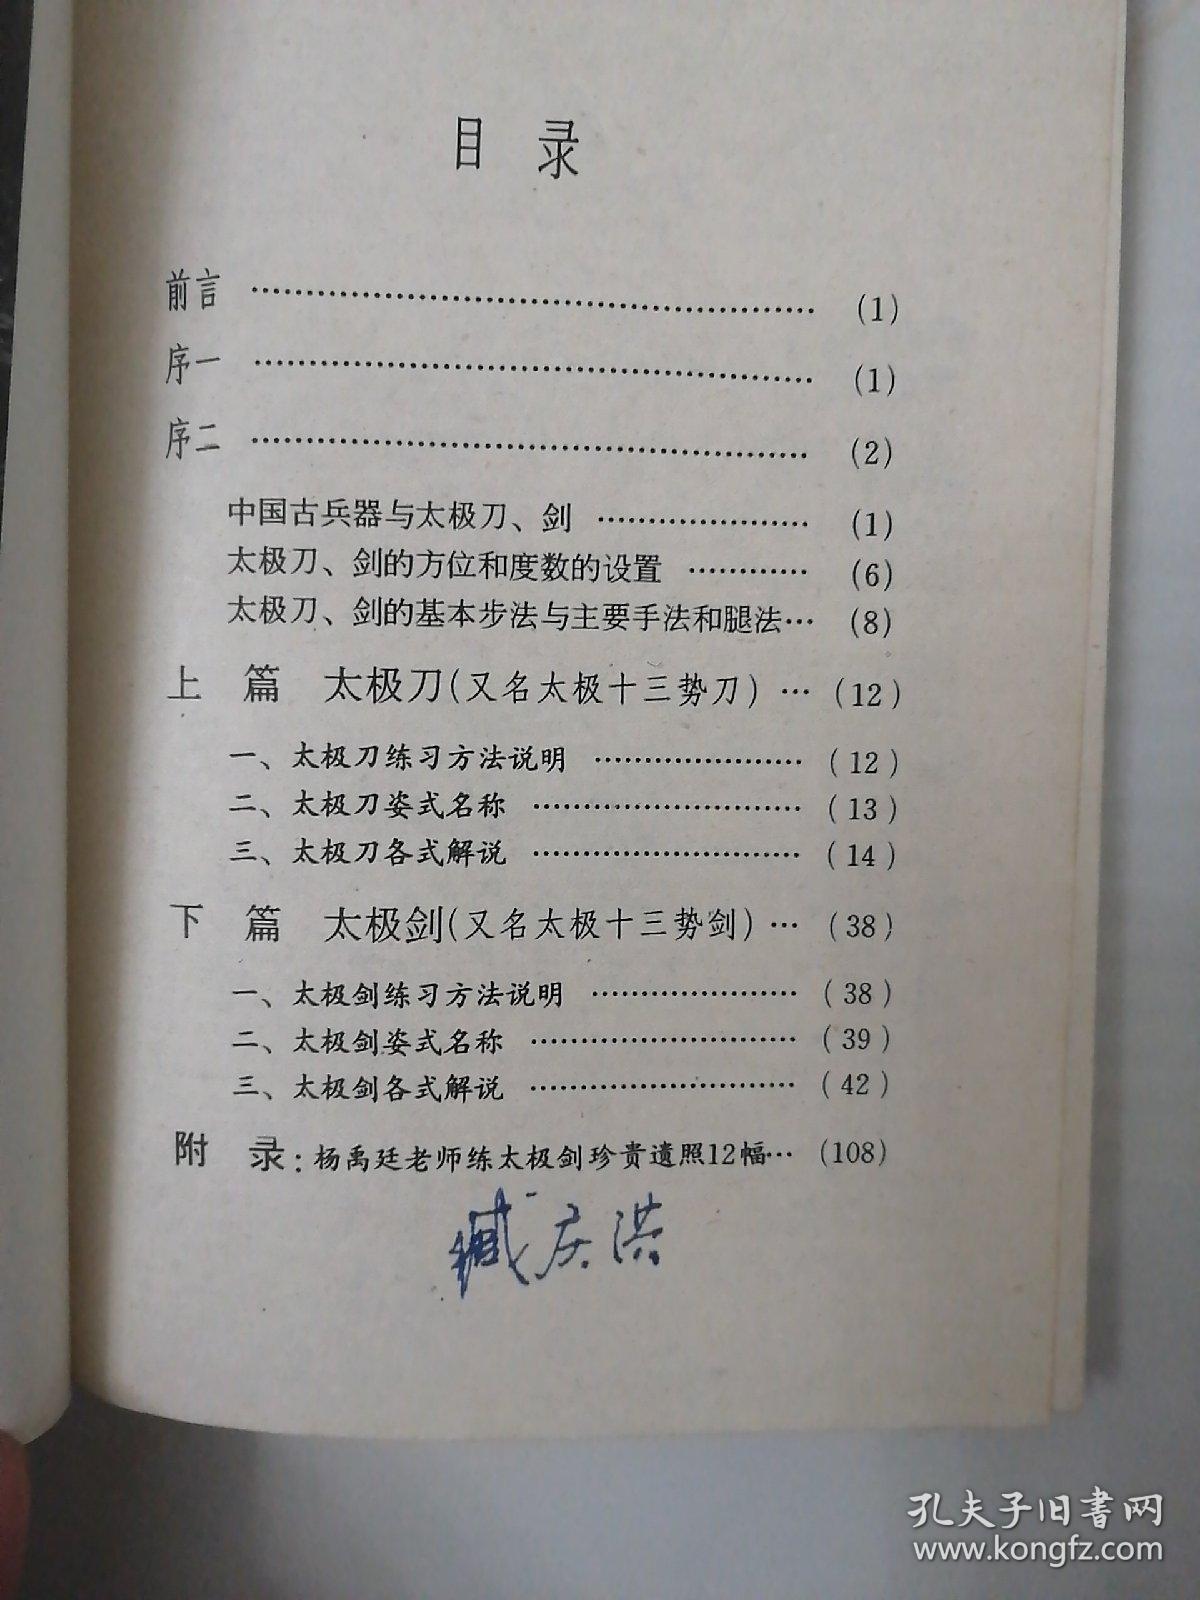 目 录
前言 …………………………………………… (1)
序一 …………………………………………… (1)
序二 …………………………………………… (2)
中国古兵器与太极刀、剑 ………………… (1)
太极刀、剑的方位和度数的设置 ………… (6)
太极刀、剑的基本步法与主要手法和腿法… (8)
上 篇 太极刀(又名太极十三势刀) … (12)
一、太极刀练习方法说明 ………………… (12)
二、太极刀姿式名称 ……………………… (13)
三、太极刀各式解说 ……………………… (14)
下 篇 太极剑(又名太极十三势剑) … (38)
一、太极剑练习方法说明 ………………… (38)
二、太极剑姿式名称 ……………………… (39)
三、太极剑各式解说 ……………………… (42)
附 录:杨禹廷老师练太极剑珍贵遗照12幅… (108)
臧庆洪
孔夫子旧书网
www.kongfz.com